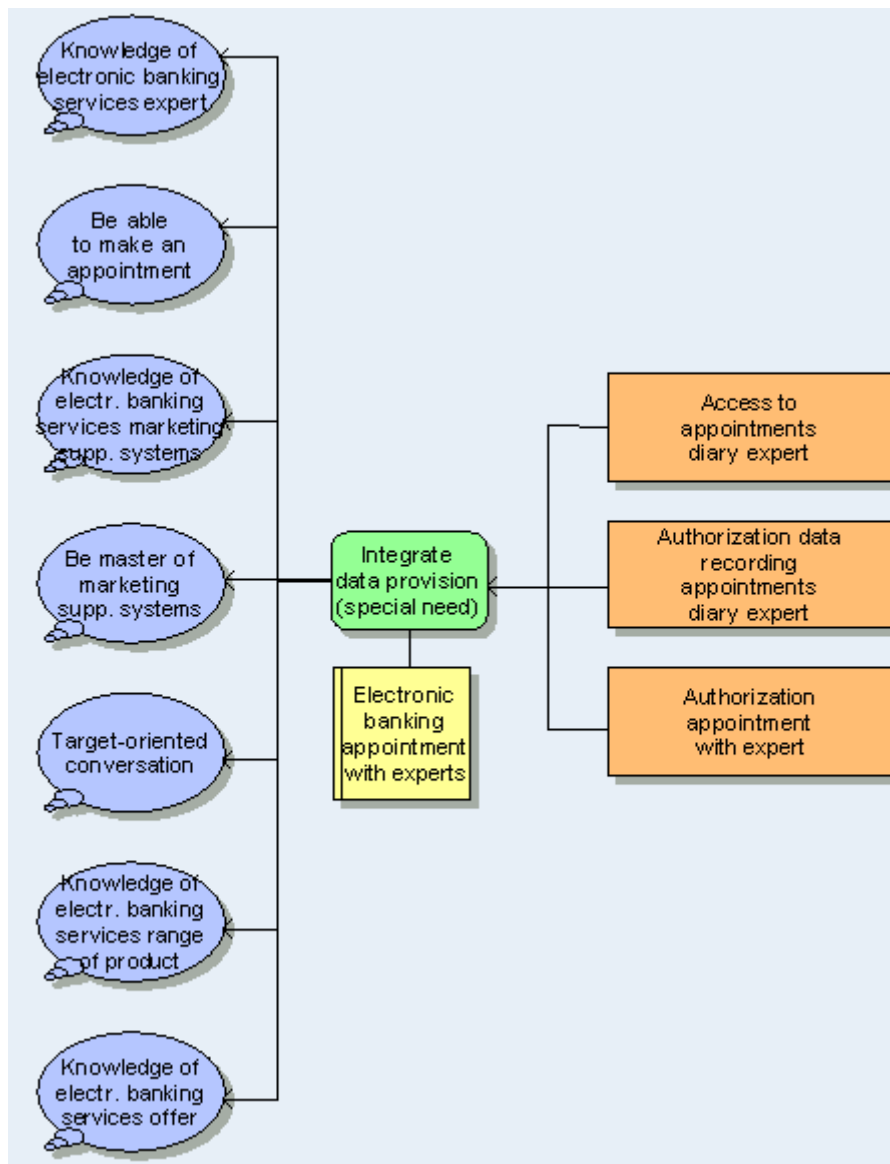 Knowledge of
electronic banking
services expert
Be able
to make an
appointment
Knowledge of
electr. banking
services marketing
supp. systems
Be master of
marketing
supp. systems
Target-oriented
conversation
Knowledge of
electr. banking
services range
of product
Knowledge of
electr. banking
services offer
Integrate
data provision
(special need)
Electronic
banking
appointment
with experts
Access to
appointments
diary expert
Authorization data
recording
appointments
diary expert
Authorization
appointment
with expert